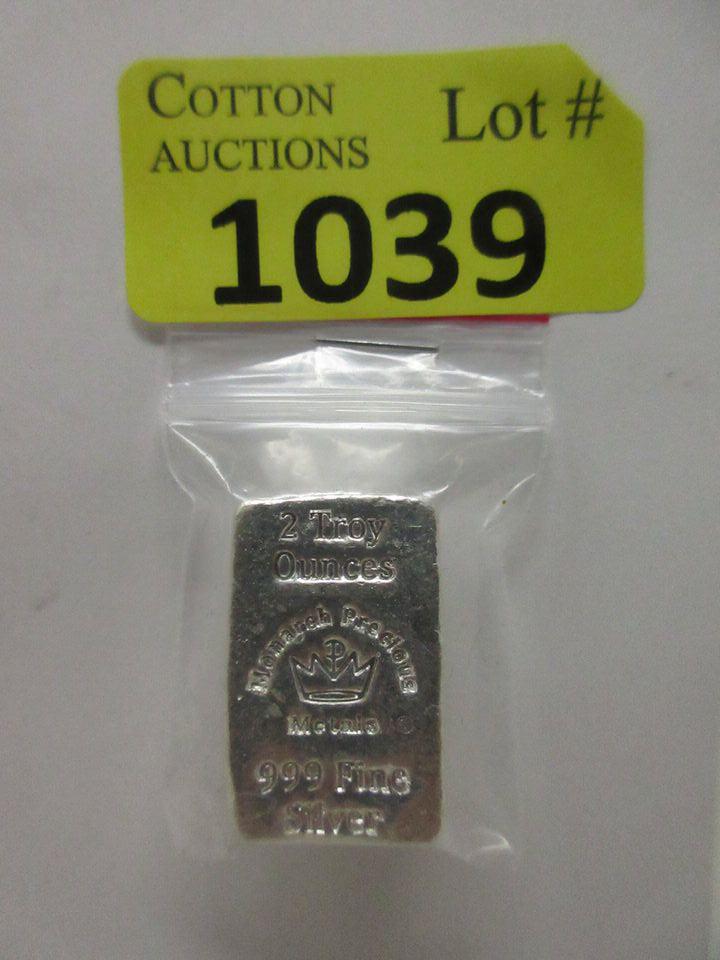 COTTON
AUCTIONS
Lot #
1039
2 Troy
Ounces
Monarch Precious
Metals
999 Fine
Silver